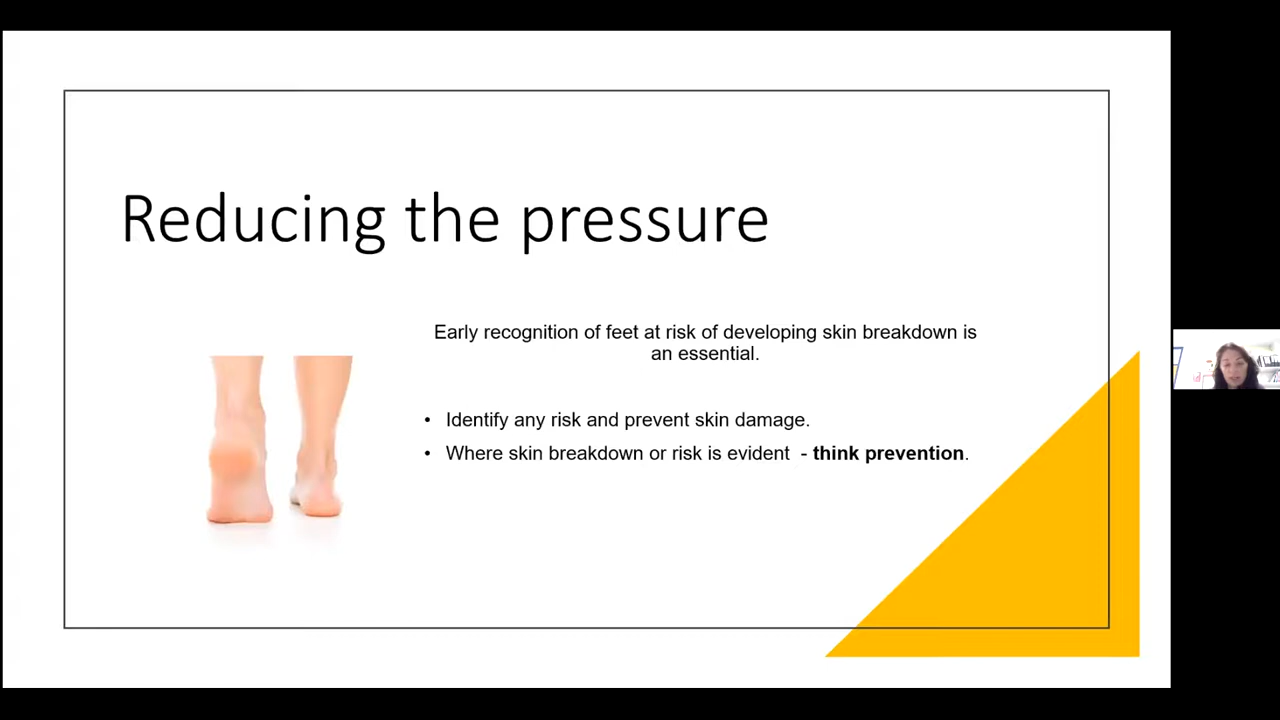 Reducing the pressure
Early recognition of feet at risk of developing skin breakdown is
an essential.
• Identify any risk and prevent skin damage.
• Where skin breakdown or risk is evident  - think prevention.